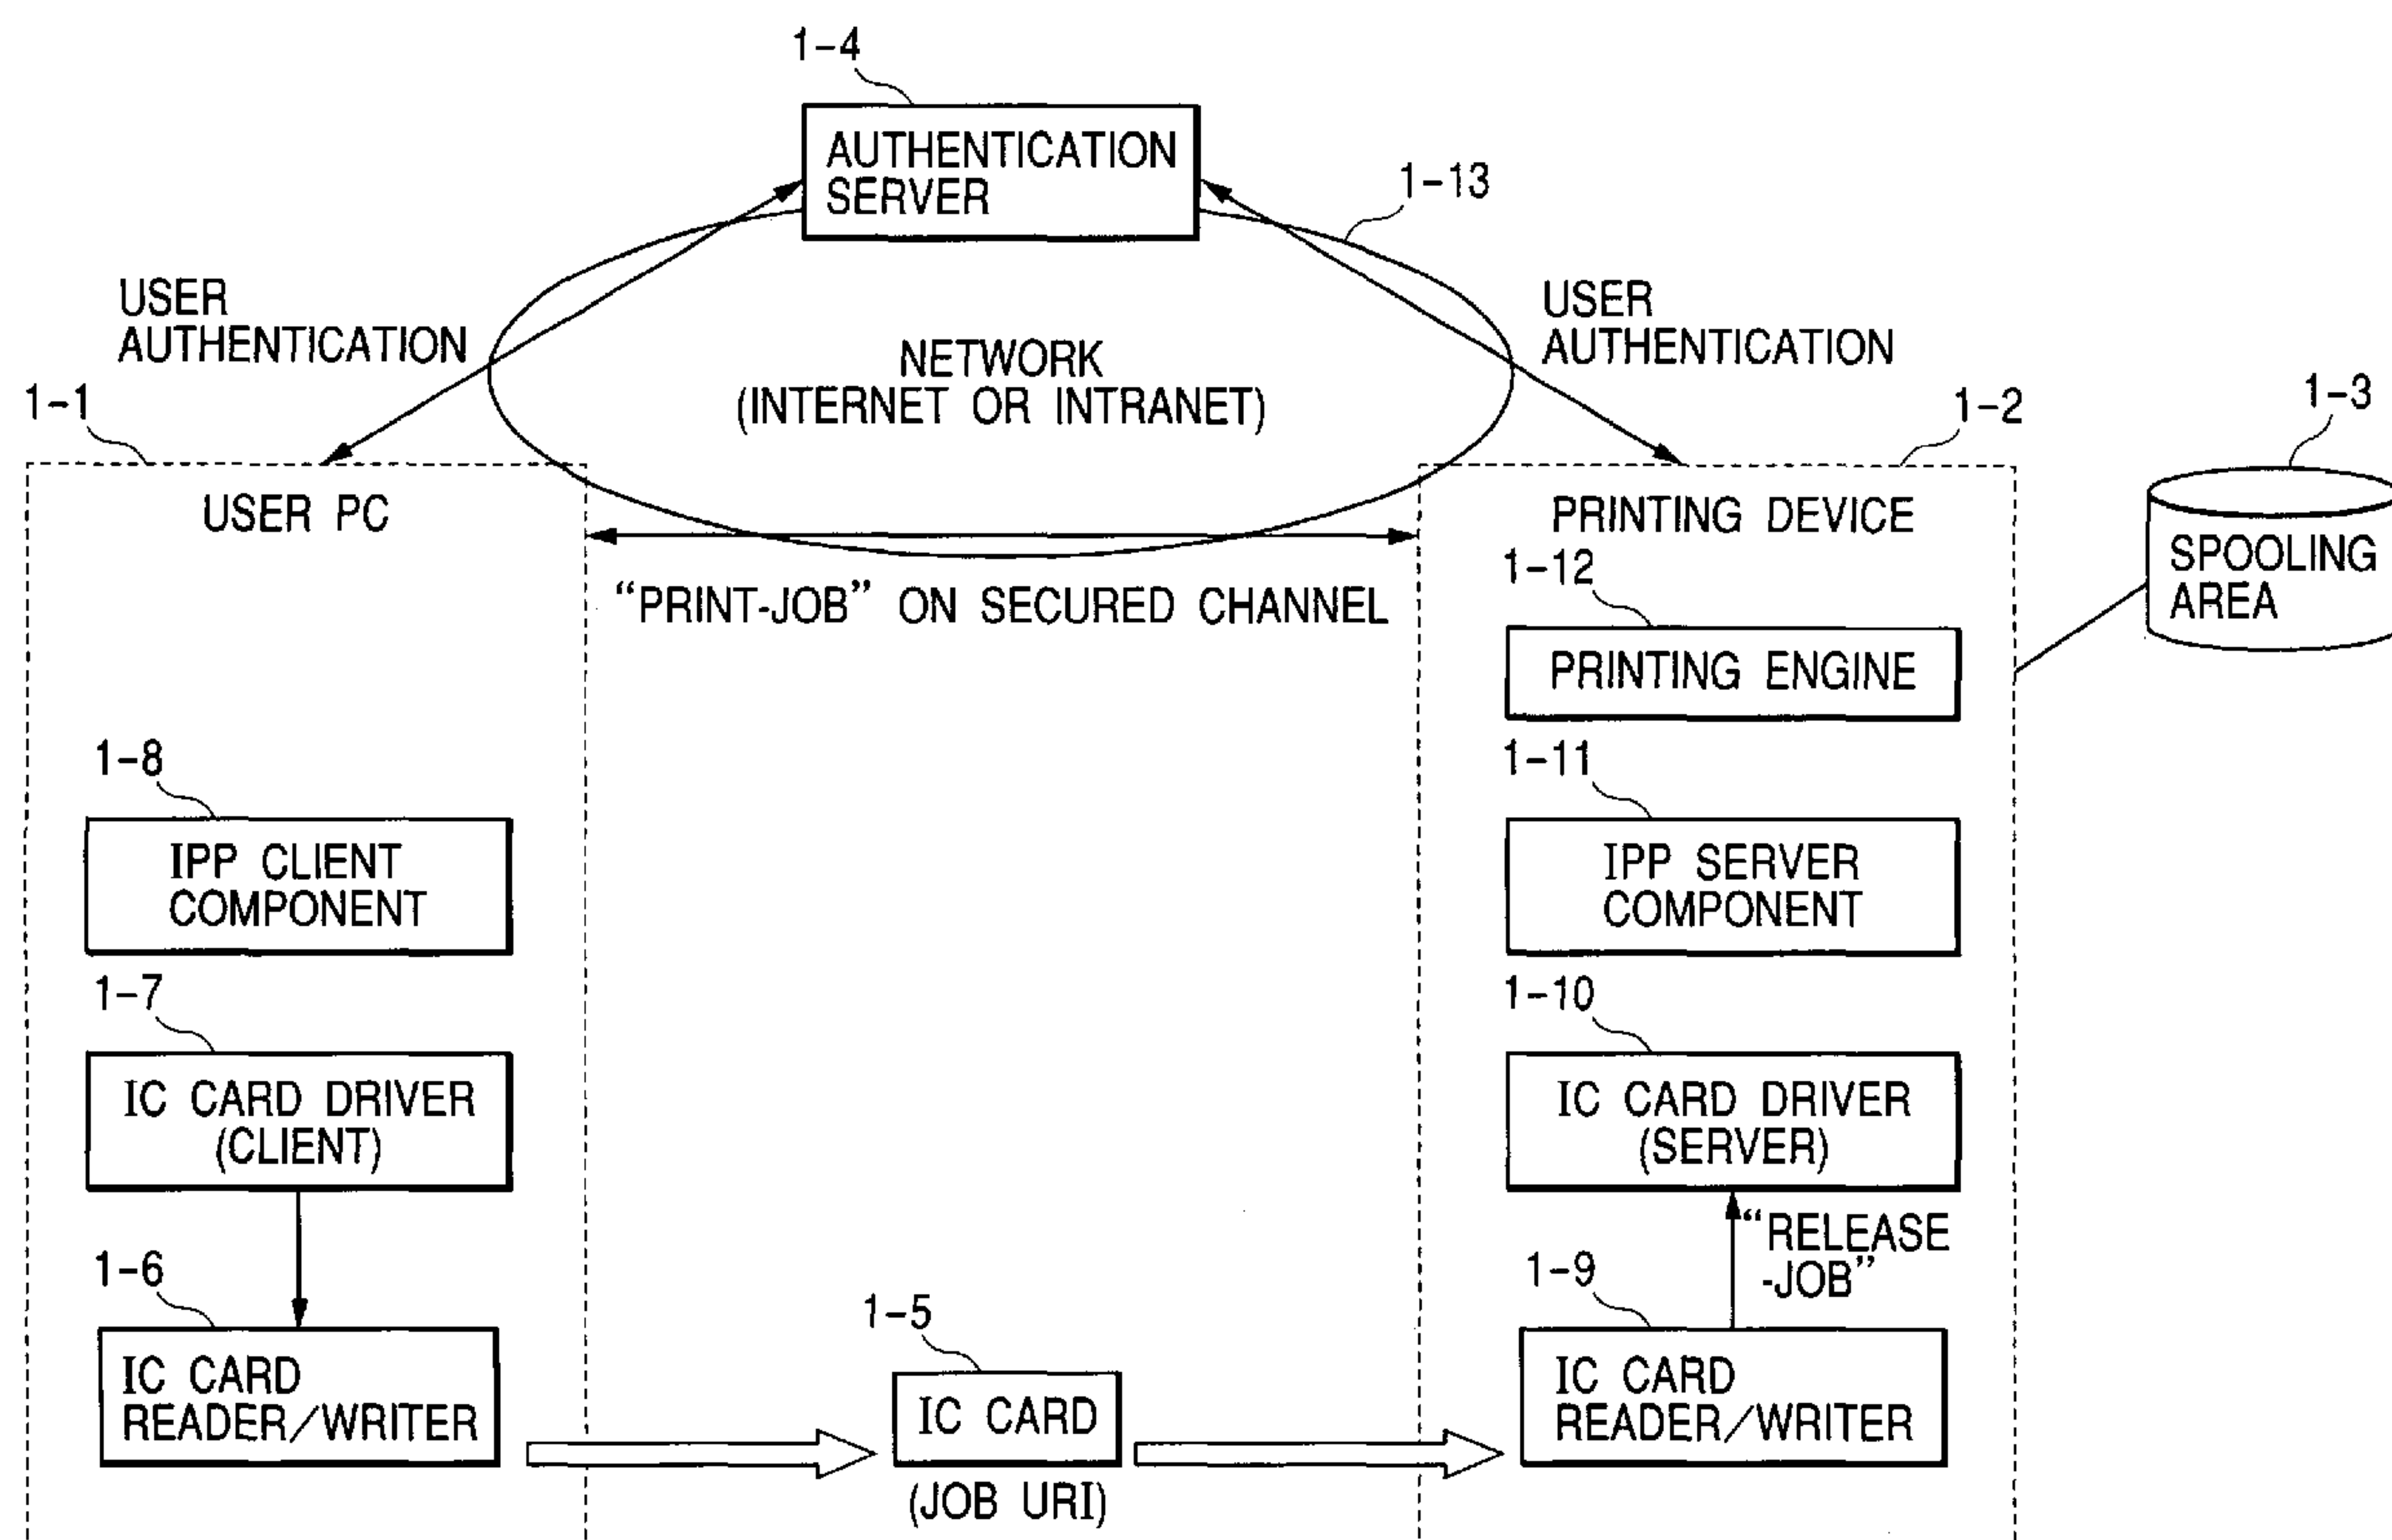 1-4
AUTHENTICATION
SERVER
1-13
USER
AUTHENTICATION
NETWORK
(INTERNET OR INTRANET)
USER
AUTHENTICATION
1-1
1-2
1-3
USER PC
PRINTING DEVICE
SPOOLING
AREA
“PRINT-JOB” ON SECURED CHANNEL
1-12
PRINTING ENGINE
1-8
IPP CLIENT
COMPONENT
1-11
IPP SERVER
COMPONENT
1-7
IC CARD DRIVER
(CLIENT)
1-10
IC CARD DRIVER
(SERVER)
“RELEASE
-JOB”
1-6
IC CARD
READER/WRITER
1-5
IC CARD
(JOB URI)
1-9
IC CARD
READER/WRITER